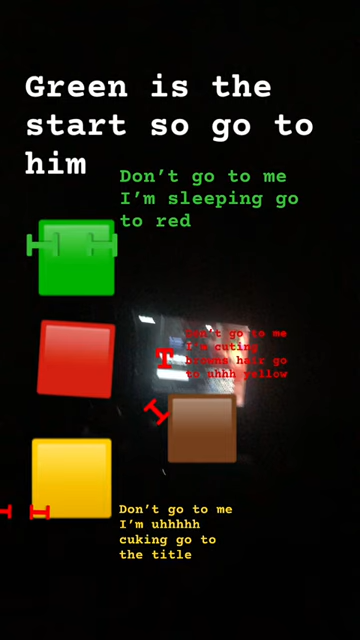 Green is the
start so go to
him
Don't go to me
I'm sleeping go
to red
Don't go to me
I'm cuting
browns hair go
to uhhh yellow
Don't go to me
I'm uhhhhh
cuking go to
the title